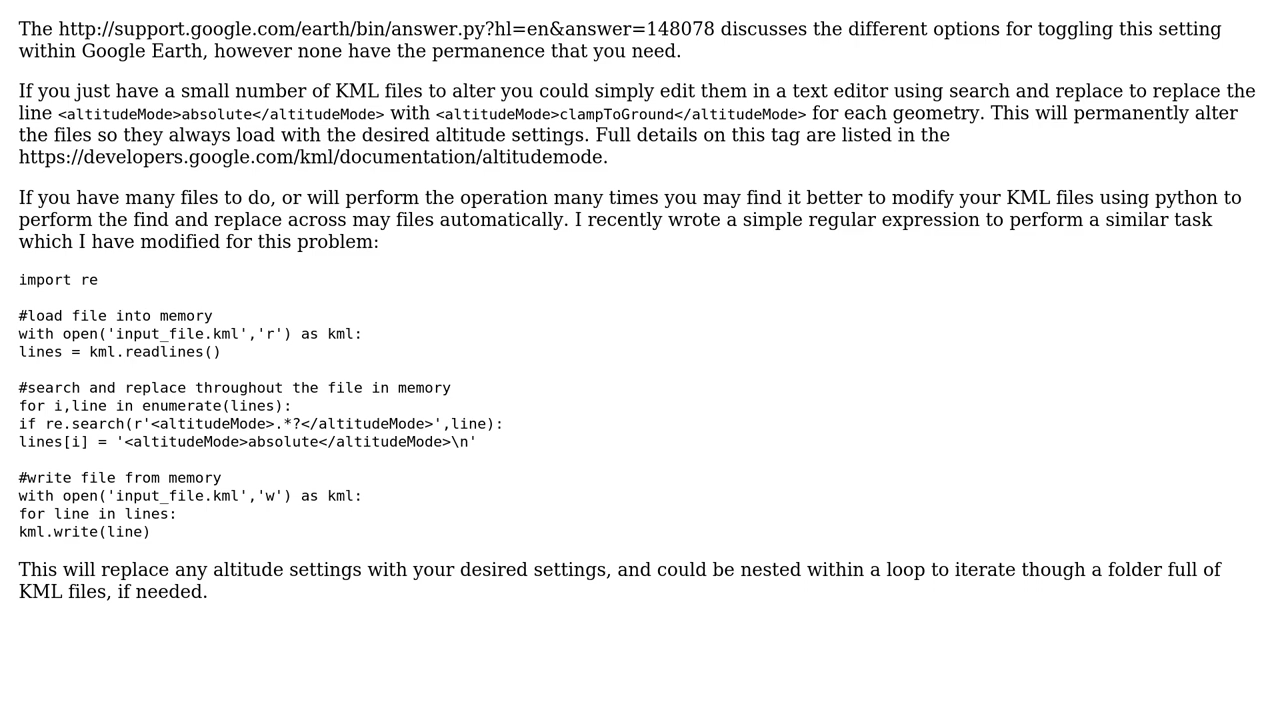 The http://support.google.com/earth/bin/answer.py?hl=en&answer=148078 discusses the different options for toggling this setting
within Google Earth, however none have the permanence that you need.
If you just have a small number of KML files to alter you could simply edit them in a text editor using search and replace to replace the
line <altitudeMode>absolute</altitudeMode> with <altitudeMode>clampToGround</altitudeMode> for each geometry. This will permanently alter
the files so they always load with the desired altitude settings. Full details on this tag are listed in the
https://developers.google.com/kml/documentation/altitudemode.
If you have many files to do, or will perform the operation many times you may find it better to modify your KML files using python to
perform the find and replace across may files automatically. I recently wrote a simple regular expression to perform a similar task
which I have modified for this problem:
import re
#load file into memory
with open('input_file.kml','r') as kml:
lines = kml.readlines()
#search and replace throughout the file in memory
for i,line in enumerate(lines):
if re.search(r'<altitudeMode>.*?</altitudeMode>',line):
lines[i] = '<altitudeMode>absolute</altitudeMode>\n'
#write file from memory
with open('input_file.kml','w') as kml:
for line in lines:
kml.write(line)
This will replace any altitude settings with your desired settings, and could be nested within a loop to iterate though a folder full of
KML files, if needed.